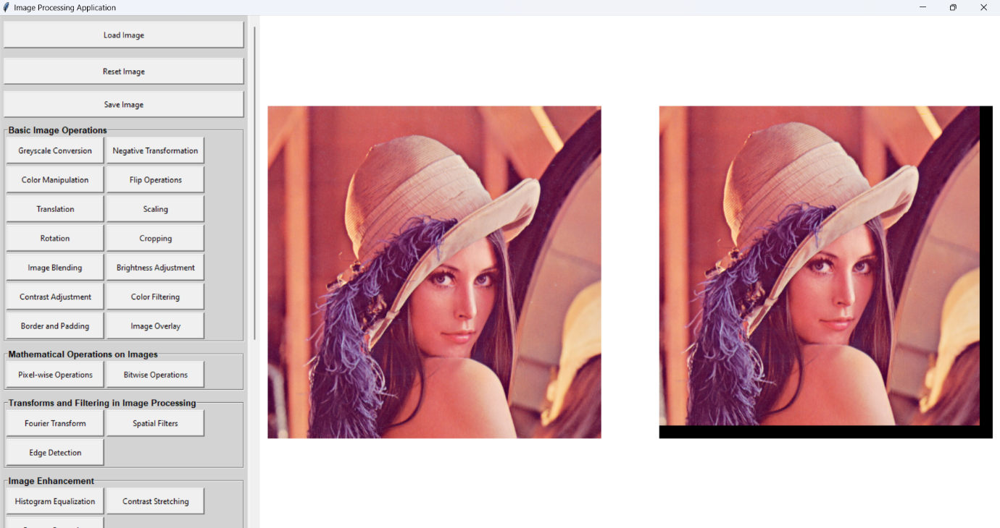 Image Processing Application
Load Image
Reset Image
Save Image
Basic Image Operations
Greyscale Conversion Negative Transformation
Color Manipulation Flip Operations
Translation Scaling
Rotation Cropping
Image Blending Brightness Adjustment
Contrast Adjustment Color Filtering
Border and Padding Image Overlay
Mathematical Operations on Images
Pixel-wise Operations Bitwise Operations
Transforms and Filtering in Image Processing
Fourier Transform Spatial Filters
Edge Detection
Image Enhancement
Histogram Equalization Contrast Stretching